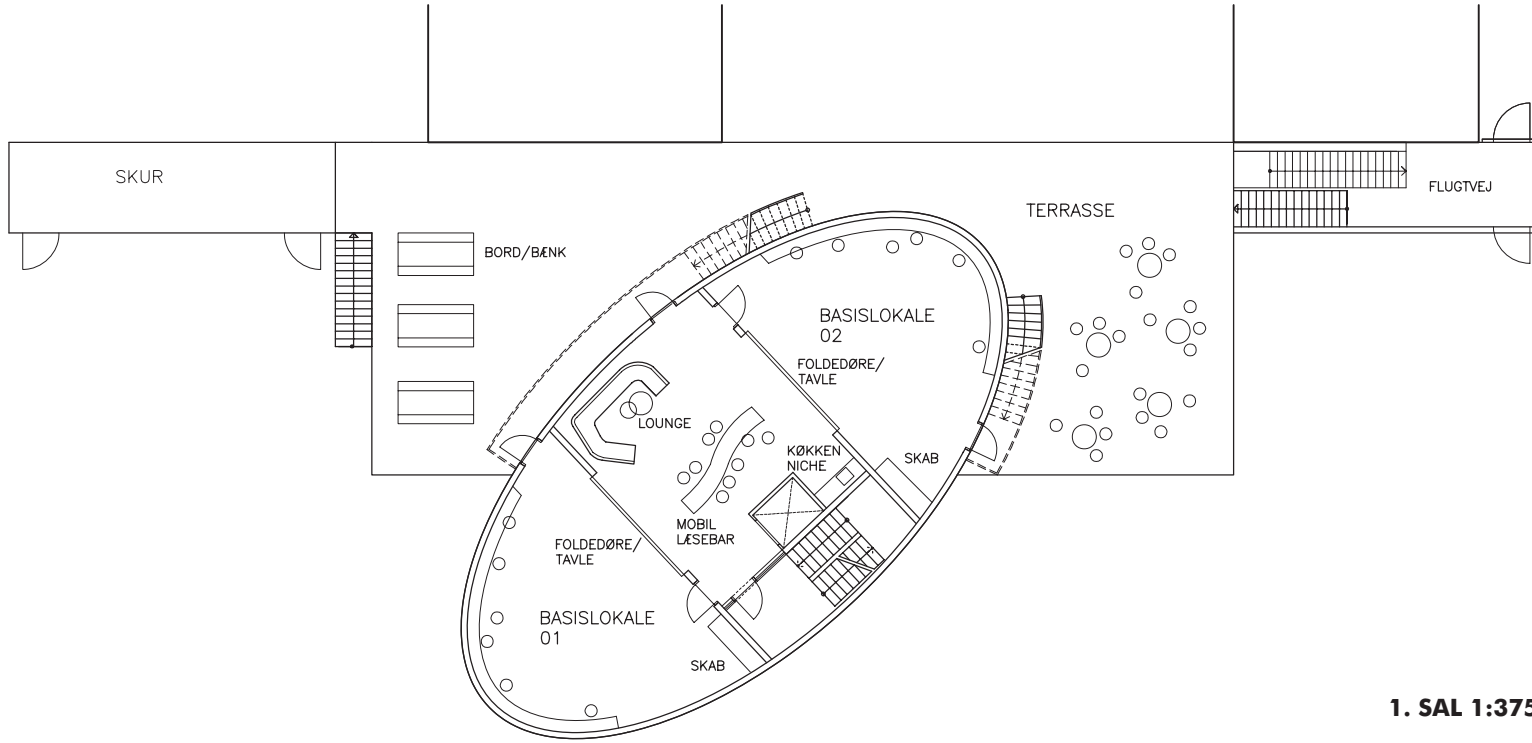 SKUR
FLUGTVEJ
TERRASSE
BORD/BÆNK
BASISLOKALE
02
FOLDEDØRE/
TAVLE
LOUNGE
KØKKEN
NICHE
SKAB
MOBIL
LÆSEBAR
FOLDEDØRE/
TAVLE
BASISLOKALE
01
SKAB
1. SAL 1:375